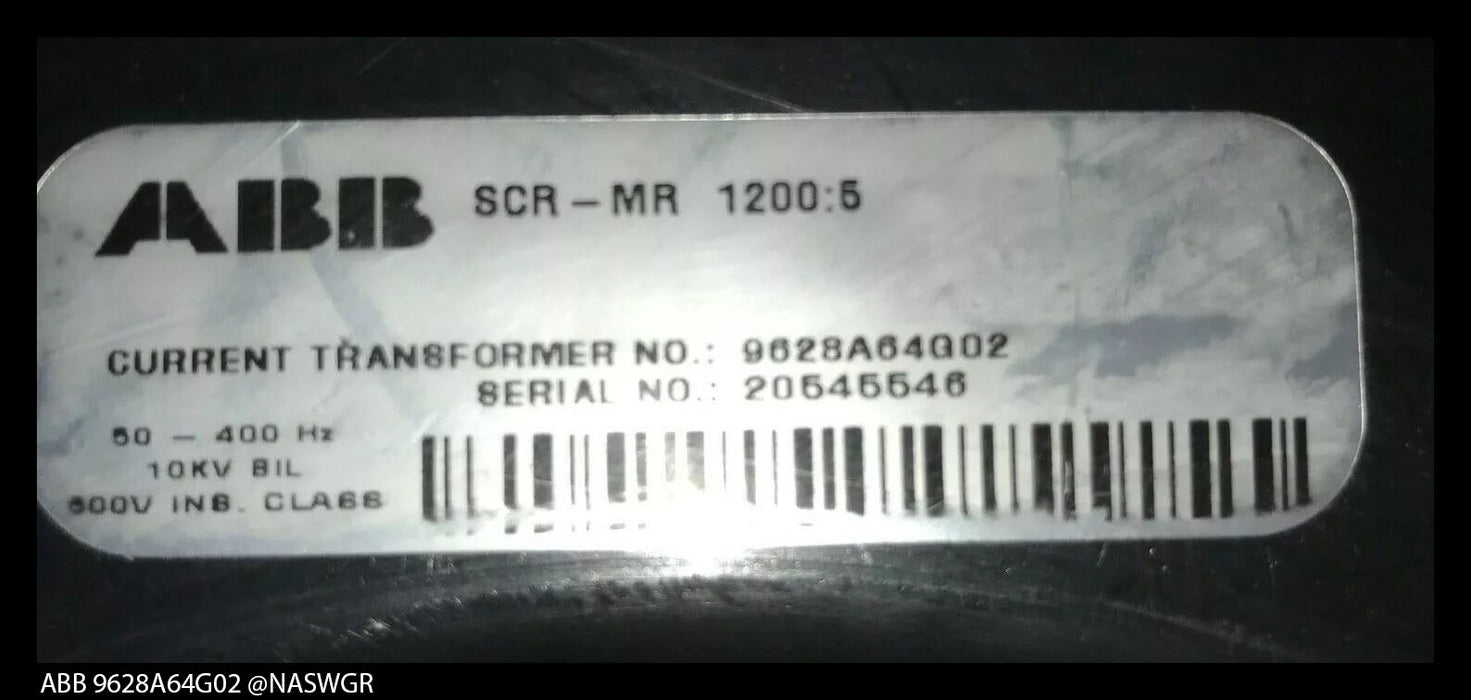 ABB SCR-MR 1200:5
CURRENT TRANSFORMER NO.: 9628A64G02
SERIAL NO.:
50 - 400 Hz
10KV BIL
600V INS. CLASS
ABB 9628A64G02 @NASWGR